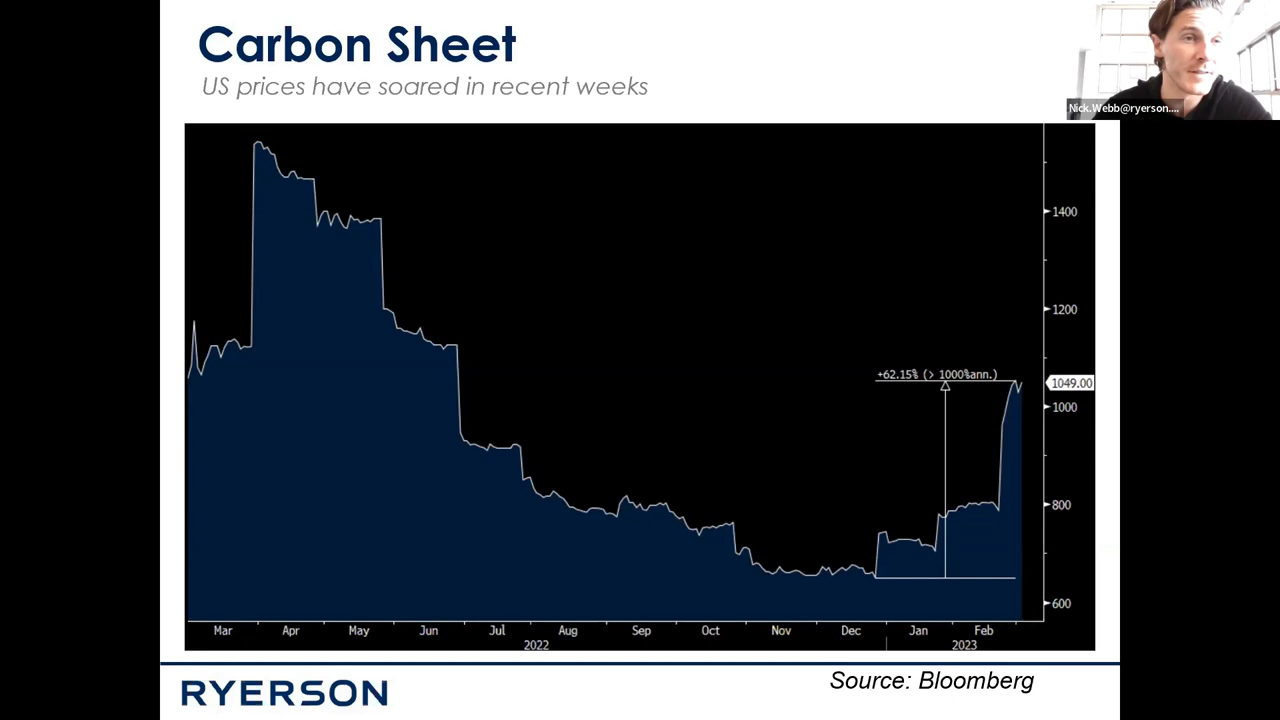 Carbon Sheet
US prices have soared in recent weeks
Nick.Webb@ryerson....
1400
1200
+62.15% (> 1000%ann.)
1049.00
1000
800
600
Mar Apr May Jun Jul Aug Sep Oct Nov Dec Jan Feb
2022 2023
Source: Bloomberg
RYERSON